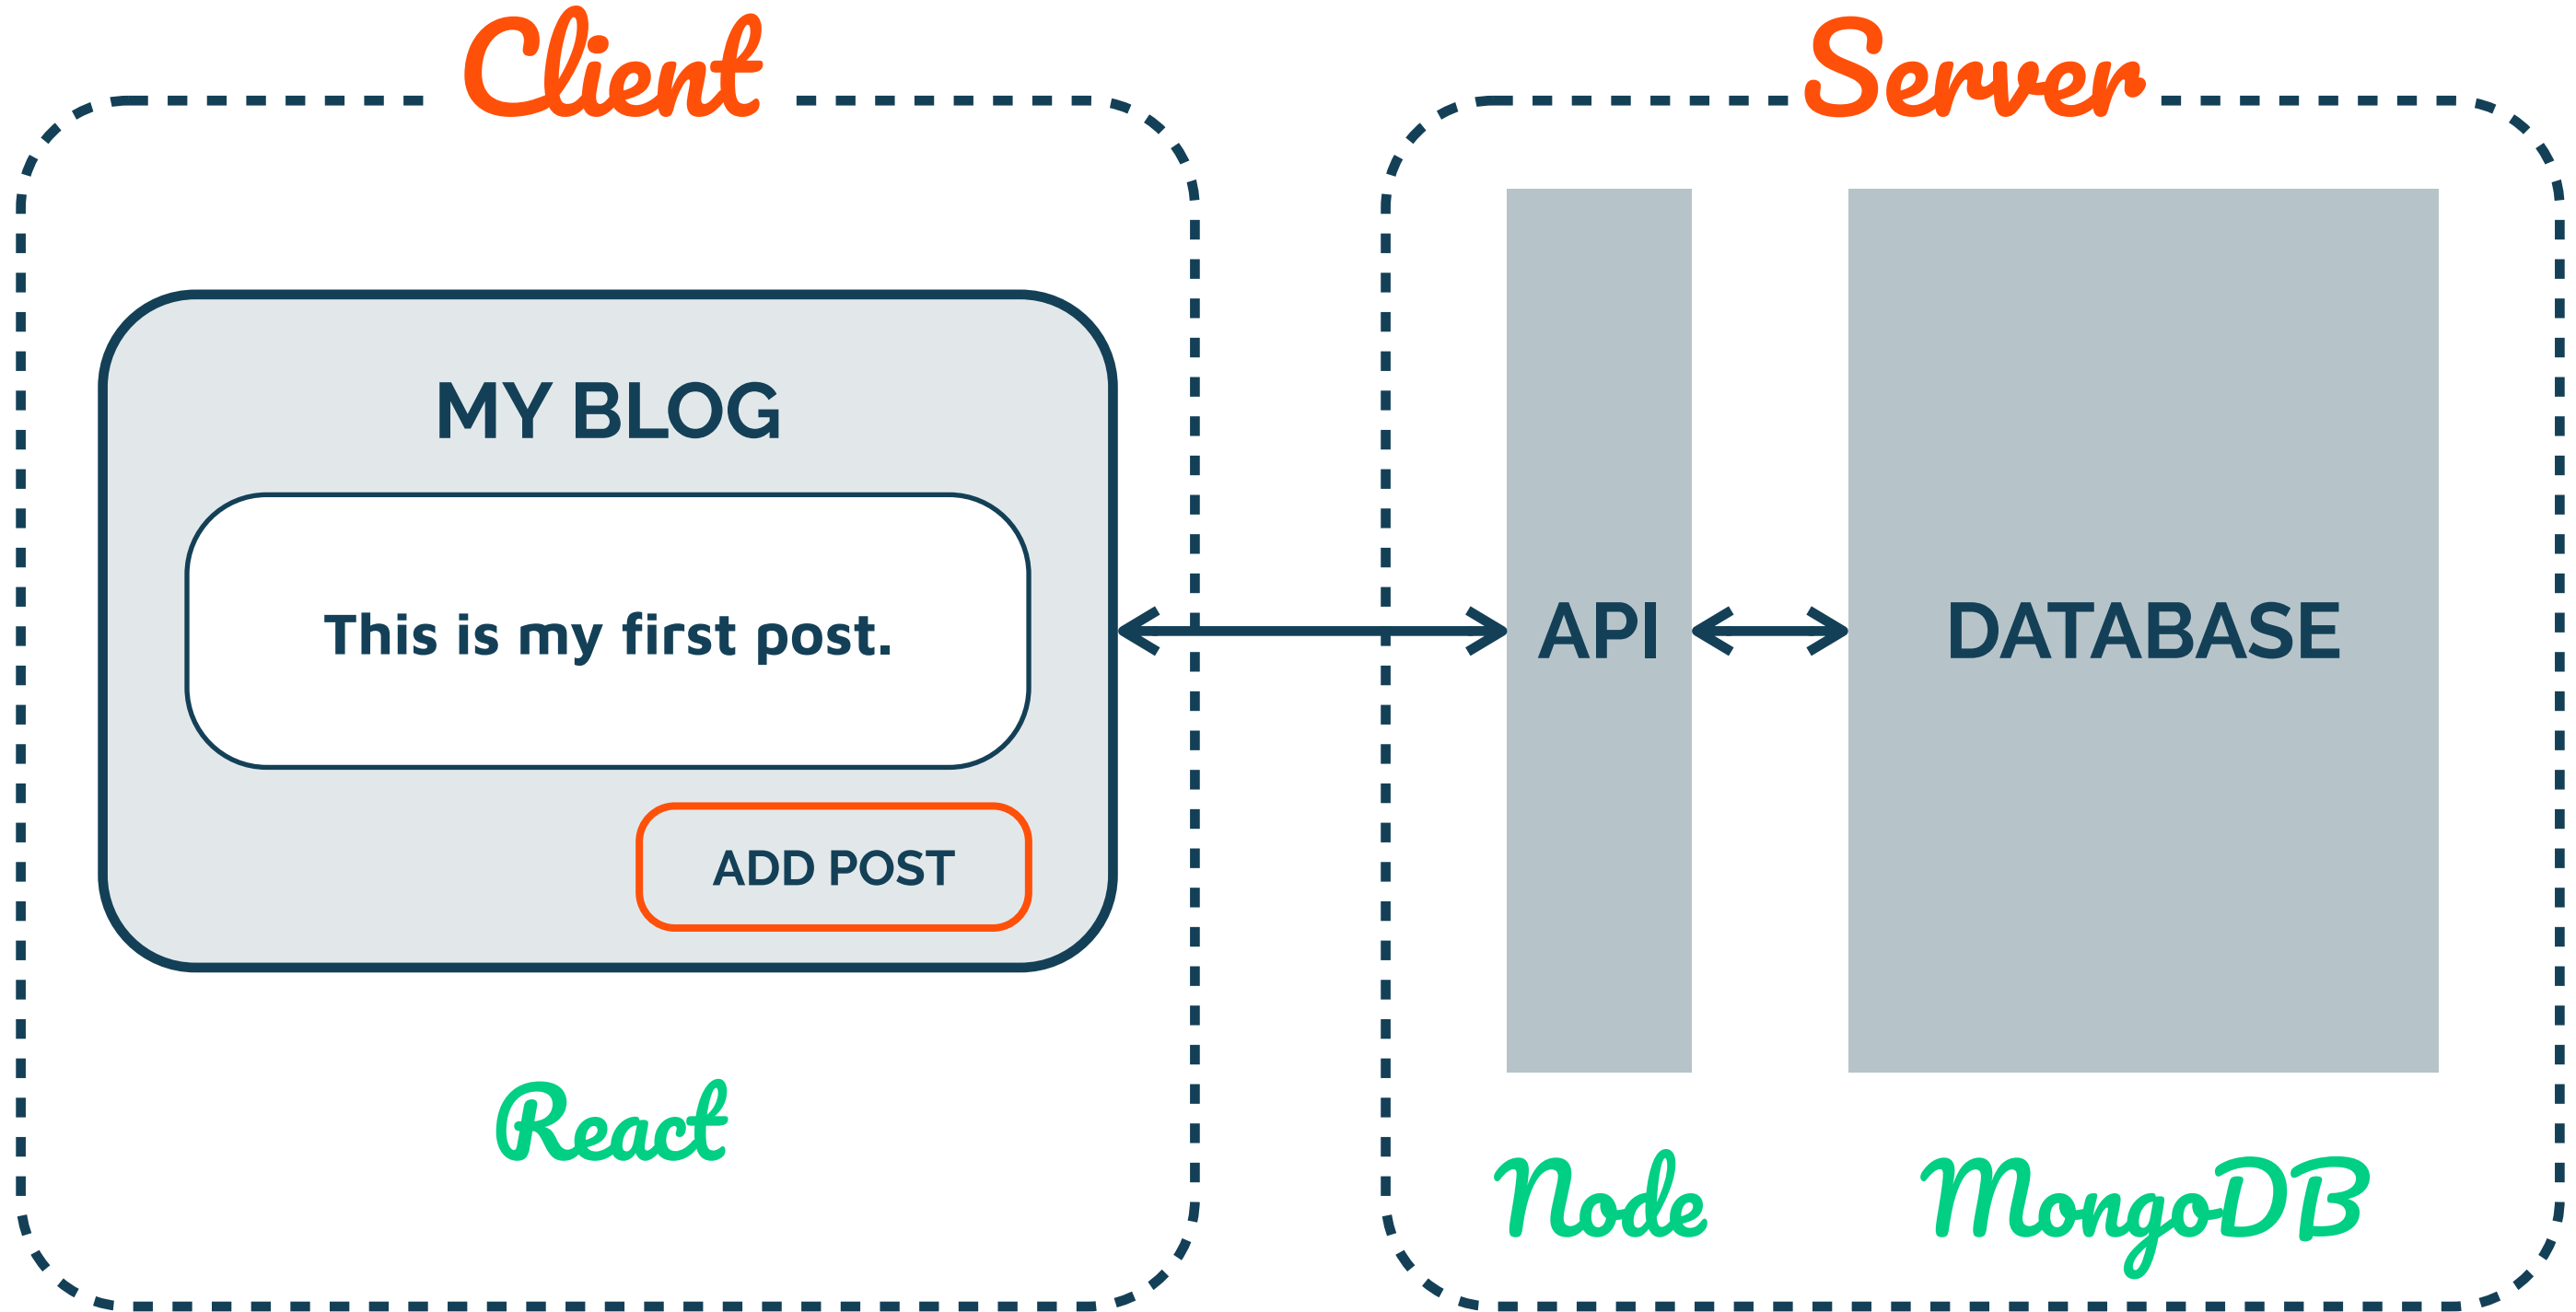 Client
Server
MY BLOG
This is my first post.
ADD POST
API
DATABASE
React
Node
MongoDB